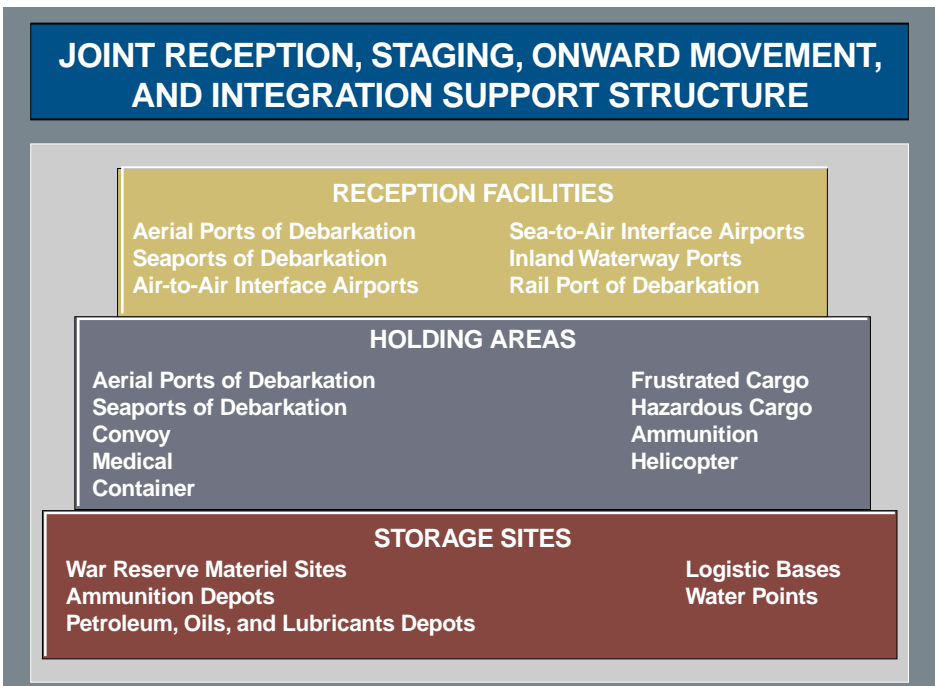 JOINT RECEPTION, STAGING, ONWARD MOVEMENT,
AND INTEGRATION SUPPORT STRUCTURE
RECEPTION FACILITIES
Aerial Ports of Debarkation
Seaports of Debarkation
Air-to-Air Interface Airports
Sea-to-Air Interface Airports
Inland Waterway Ports
Rail Port of Debarkation
HOLDING AREAS
Aerial Ports of Debarkation
Seaports of Debarkation
Convoy
Medical
Container
Frustrated Cargo
Hazardous Cargo
Ammunition
Helicopter
STORAGE SITES
War Reserve Materiel Sites
Ammunition Depots
Petroleum, Oils, and Lubricants Depots
Logistic Bases
Water Points